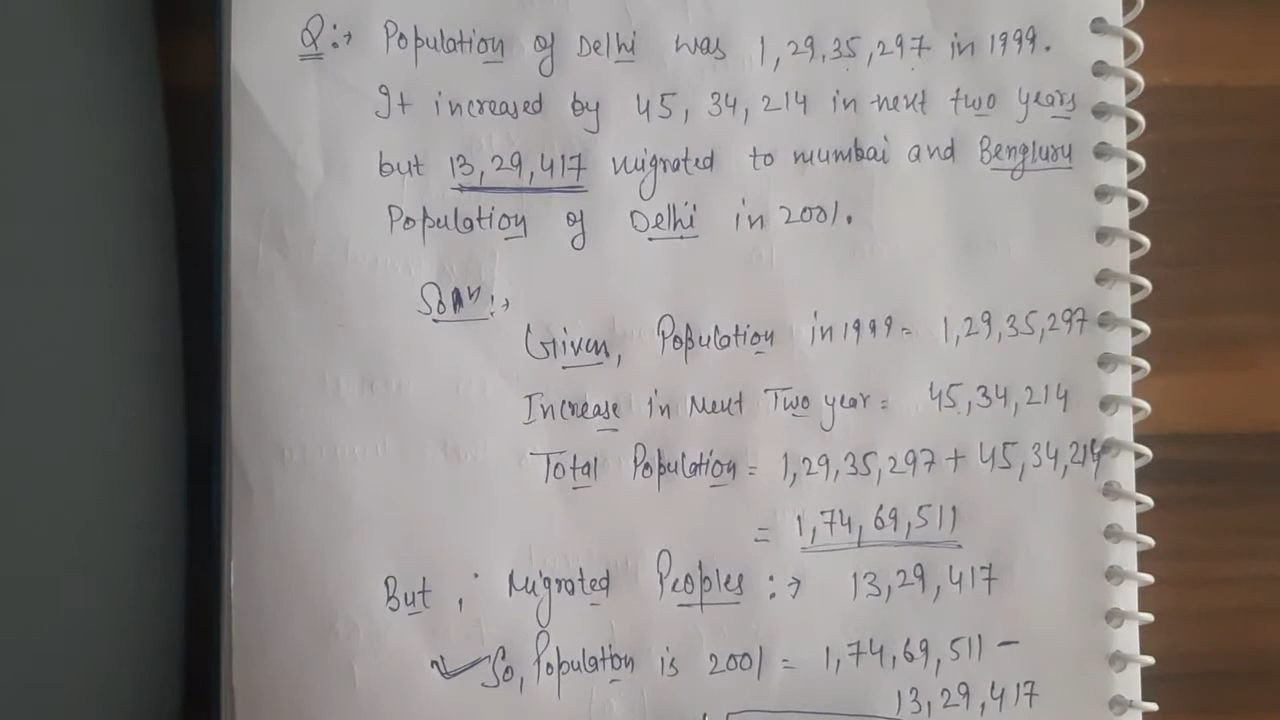 Q:→ Population of Delhi was 1,29,35,297 in 1999.
It increased by 45,34,214 in next two years
but 13,29,417 migrated to mumbai and Bengluru
Population of Delhi in 2001.
Soln:→
Given, Population in 1999 = 1,29,35,297
Increase in Next Two year = 45,34,214
Total Population = 1,29,35,297 + 45,34,214
= 1,74,69,511
But ; Migrated Peoples :→ 13,29,417
So, Population is 2001 = 1,74,69,511 −
13,29,417